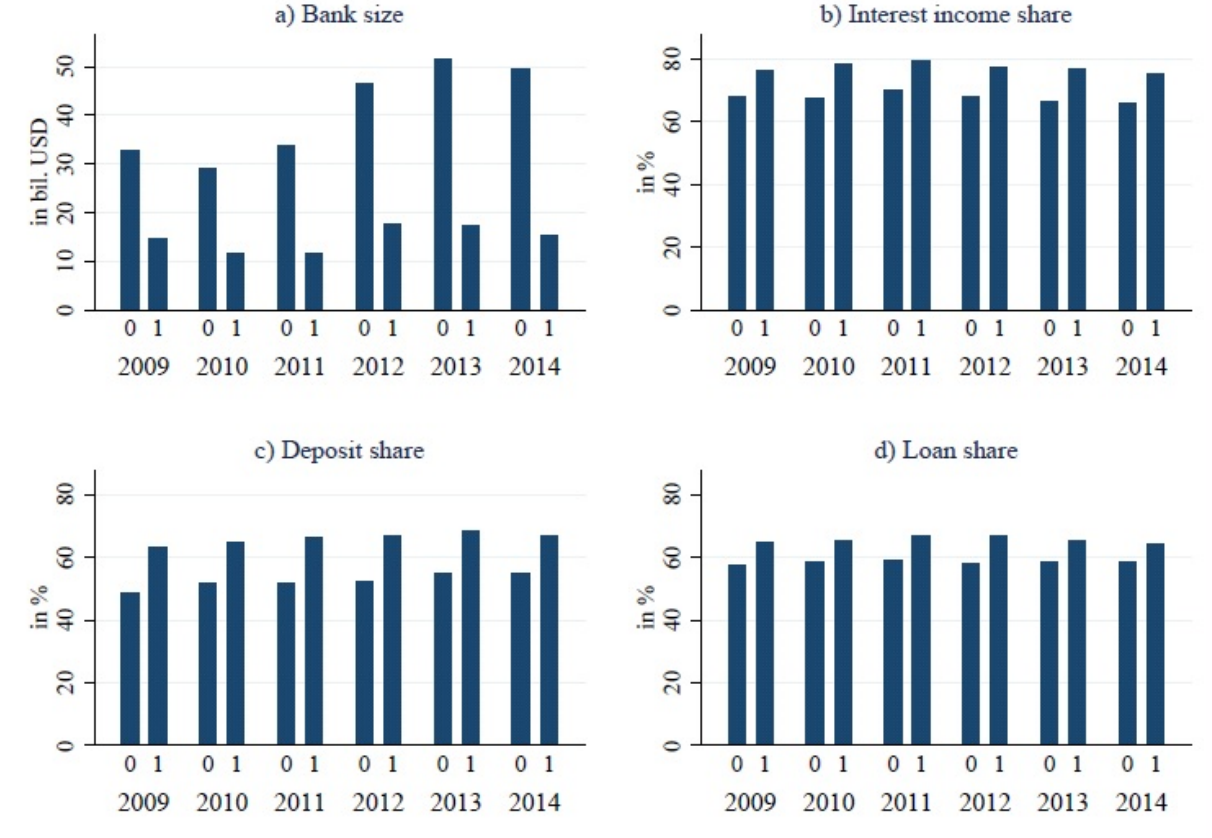 a) Bank size
in bil. USD
50
40
30
20
10
0
0 1 0 1 0 1 0 1 0 1 0 1
2009 2010 2011 2012 2013 2014
b) Interest income share
in %
80
60
40
20
0
0 1 0 1 0 1 0 1 0 1 0 1
2009 2010 2011 2012 2013 2014
c) Deposit share
in %
80
60
40
20
0
0 1 0 1 0 1 0 1 0 1 0 1
2009 2010 2011 2012 2013 2014
d) Loan share
in %
80
60
40
20
0
0 1 0 1 0 1 0 1 0 1 0 1
2009 2010 2011 2012 2013 2014